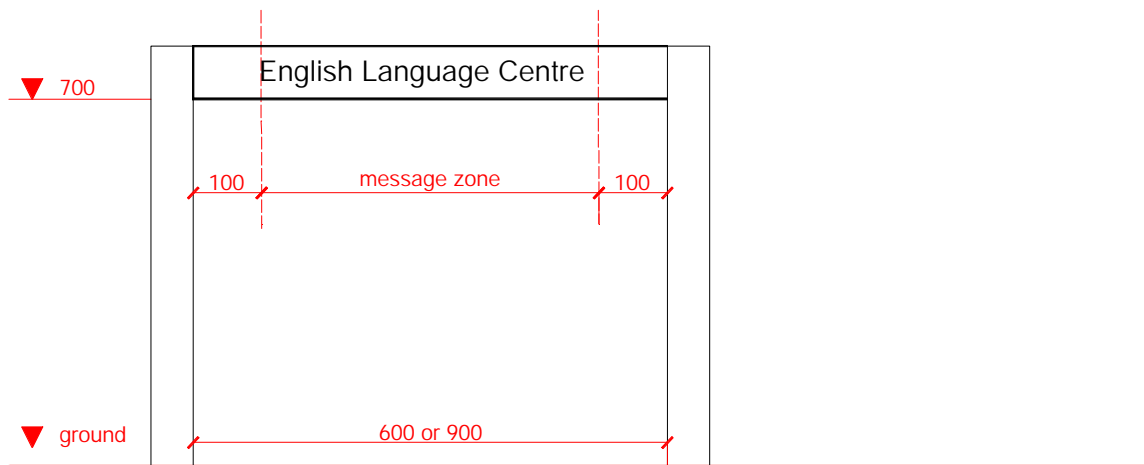 English Language Centre
700
100
message zone
100
ground
600 or 900